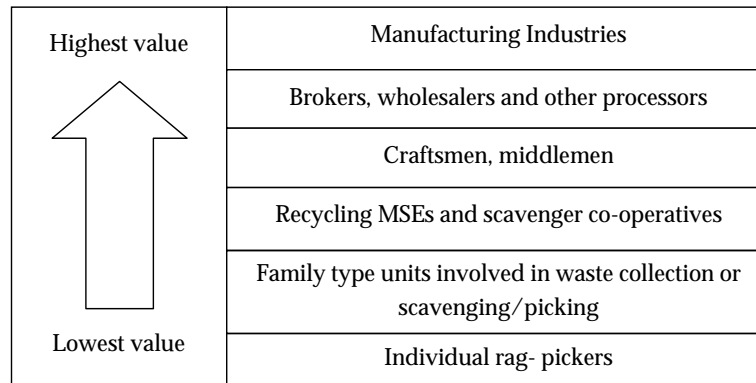 Highest value
Lowest value
Manufacturing Industries
Brokers, wholesalers and other processors
Craftsmen, middlemen
Recycling MSEs and scavenger co-operatives
Family type units involved in waste collection or
scavenging/picking
Individual rag- pickers